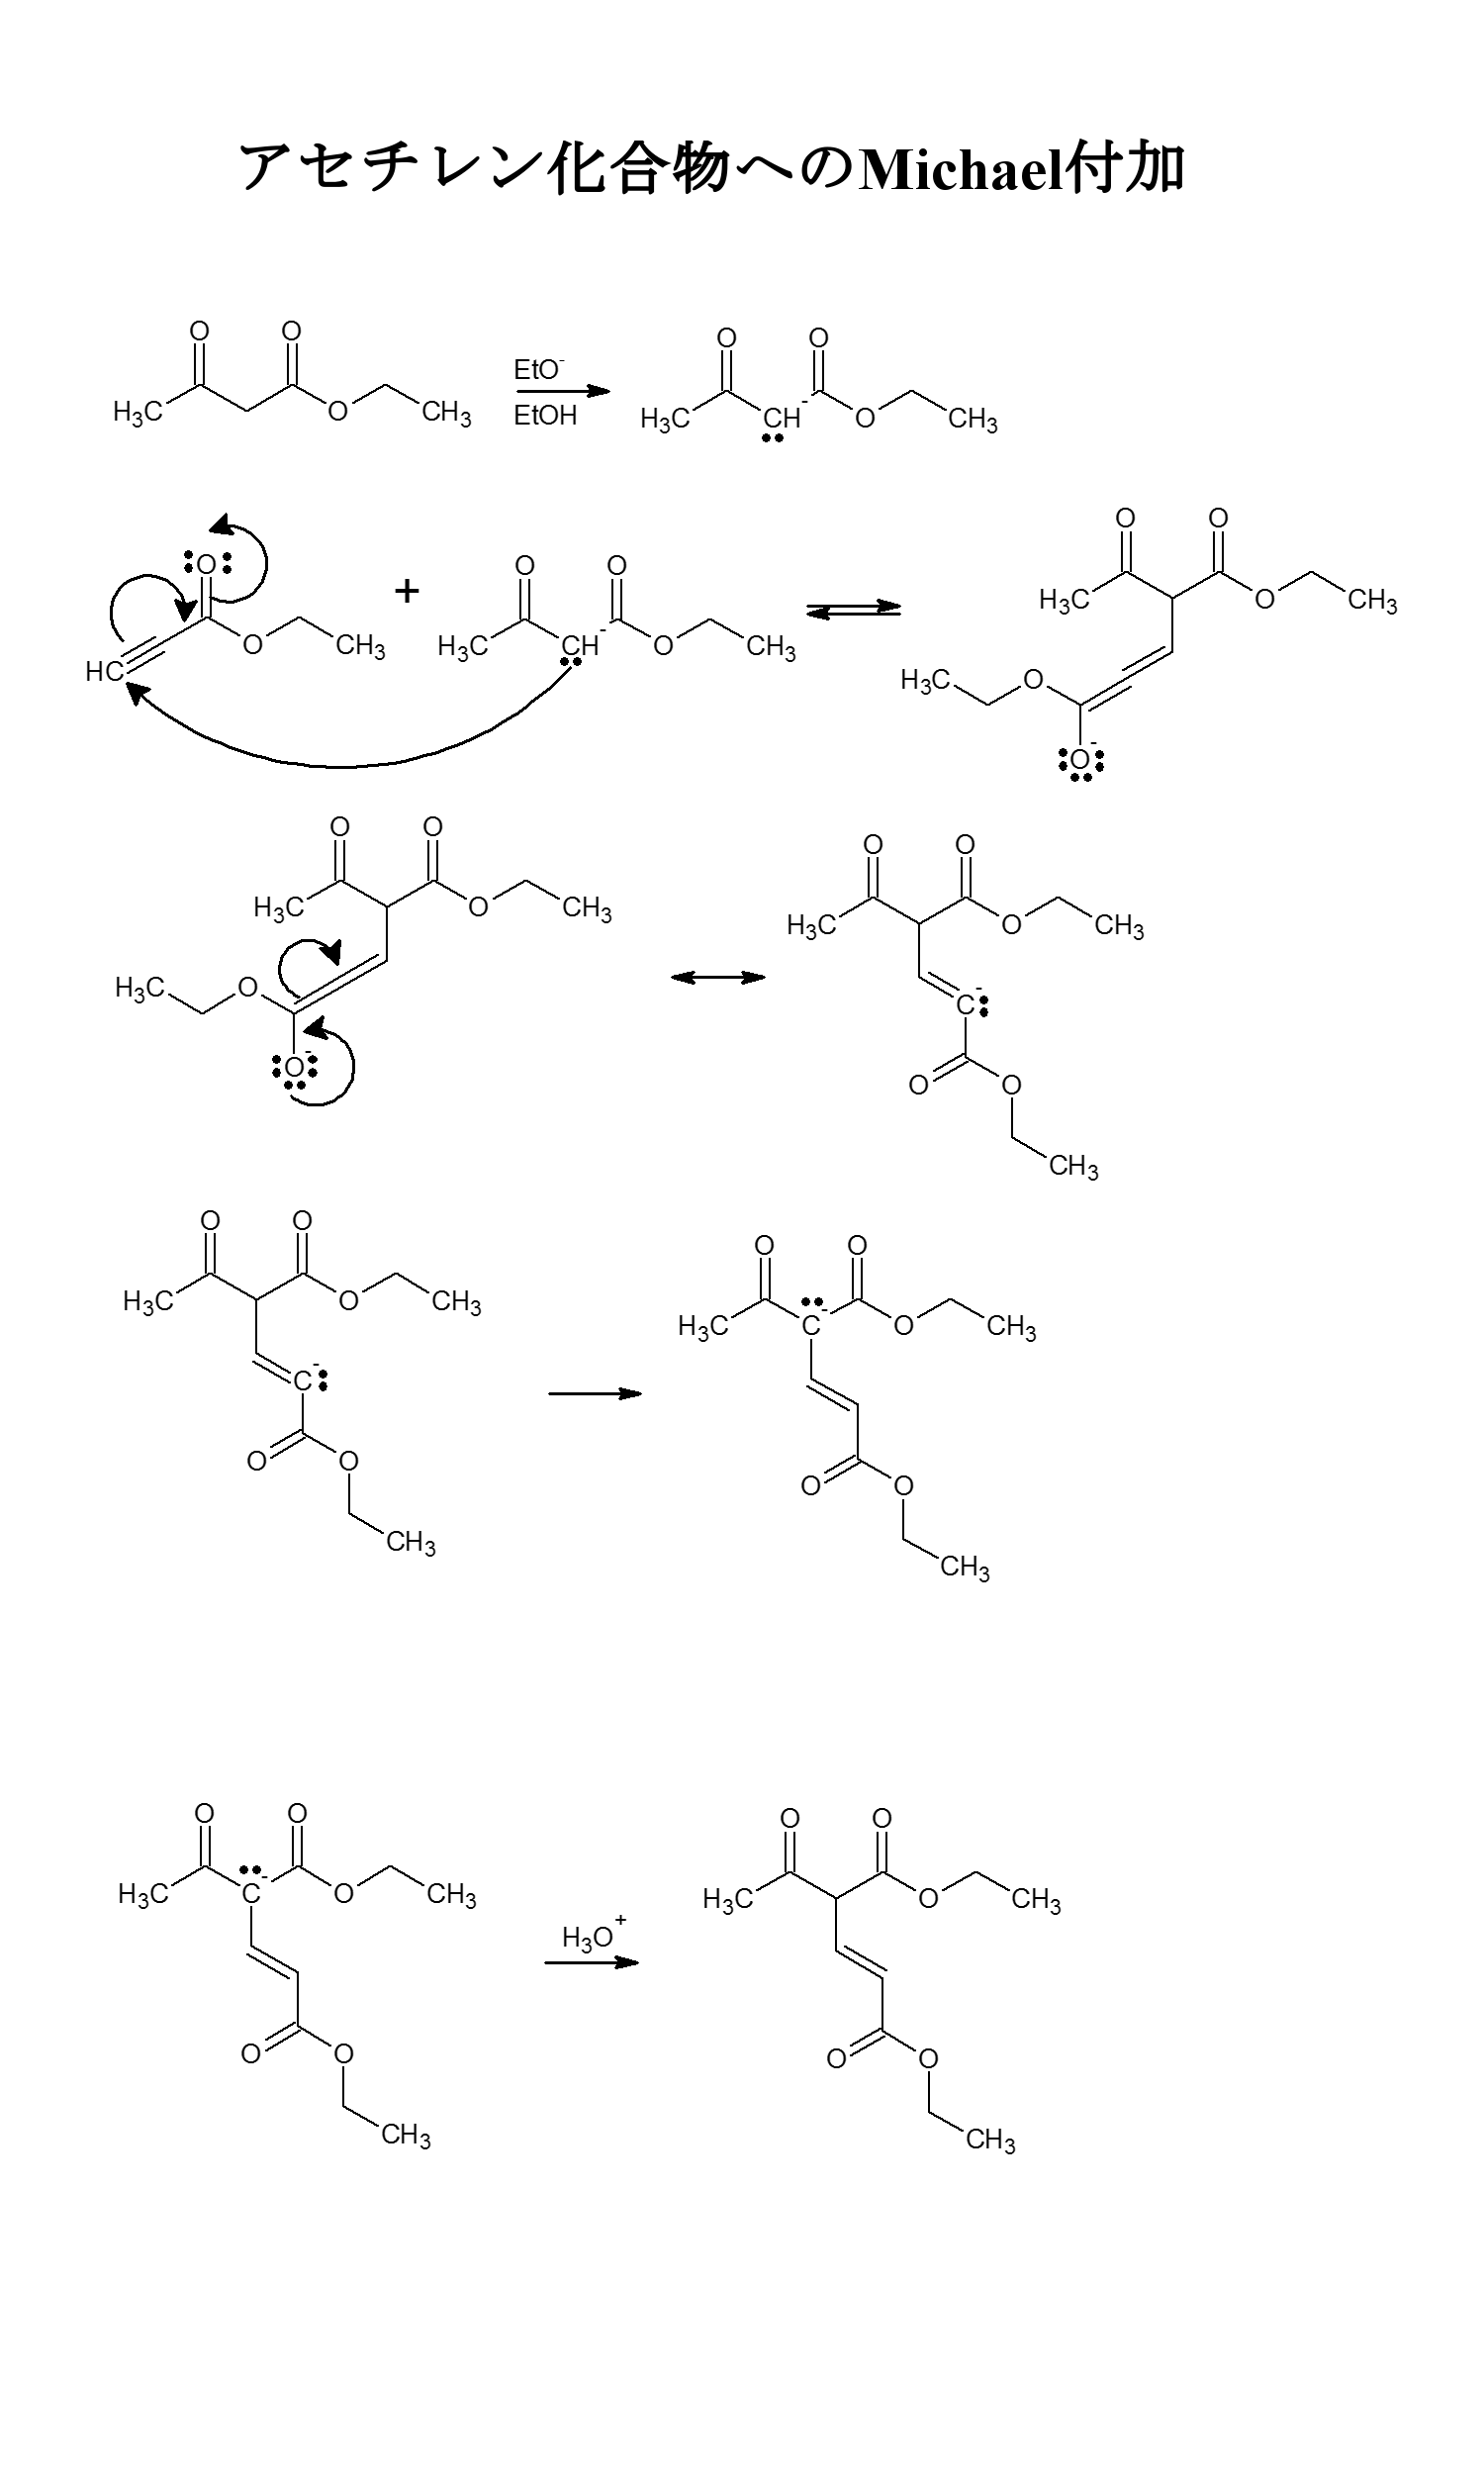 アセチレン化合物へのMichael付加
O O O O
EtO-
H3C O CH3 EtOH H3C CH- O CH3
O O O O O
+
HC O CH3 H3C CH- O CH3 H3C O CH3
H3C O
O-
O O O O
H3C O CH3 H3C O CH3
H3C O C-
O- O O
CH3
O O O O
H3C O CH3 H3C C- O CH3
C-
O O O O
CH3 CH3
O O O O
H3C C- O CH3 H3C O CH3
H3O+
O O O O
CH3 CH3